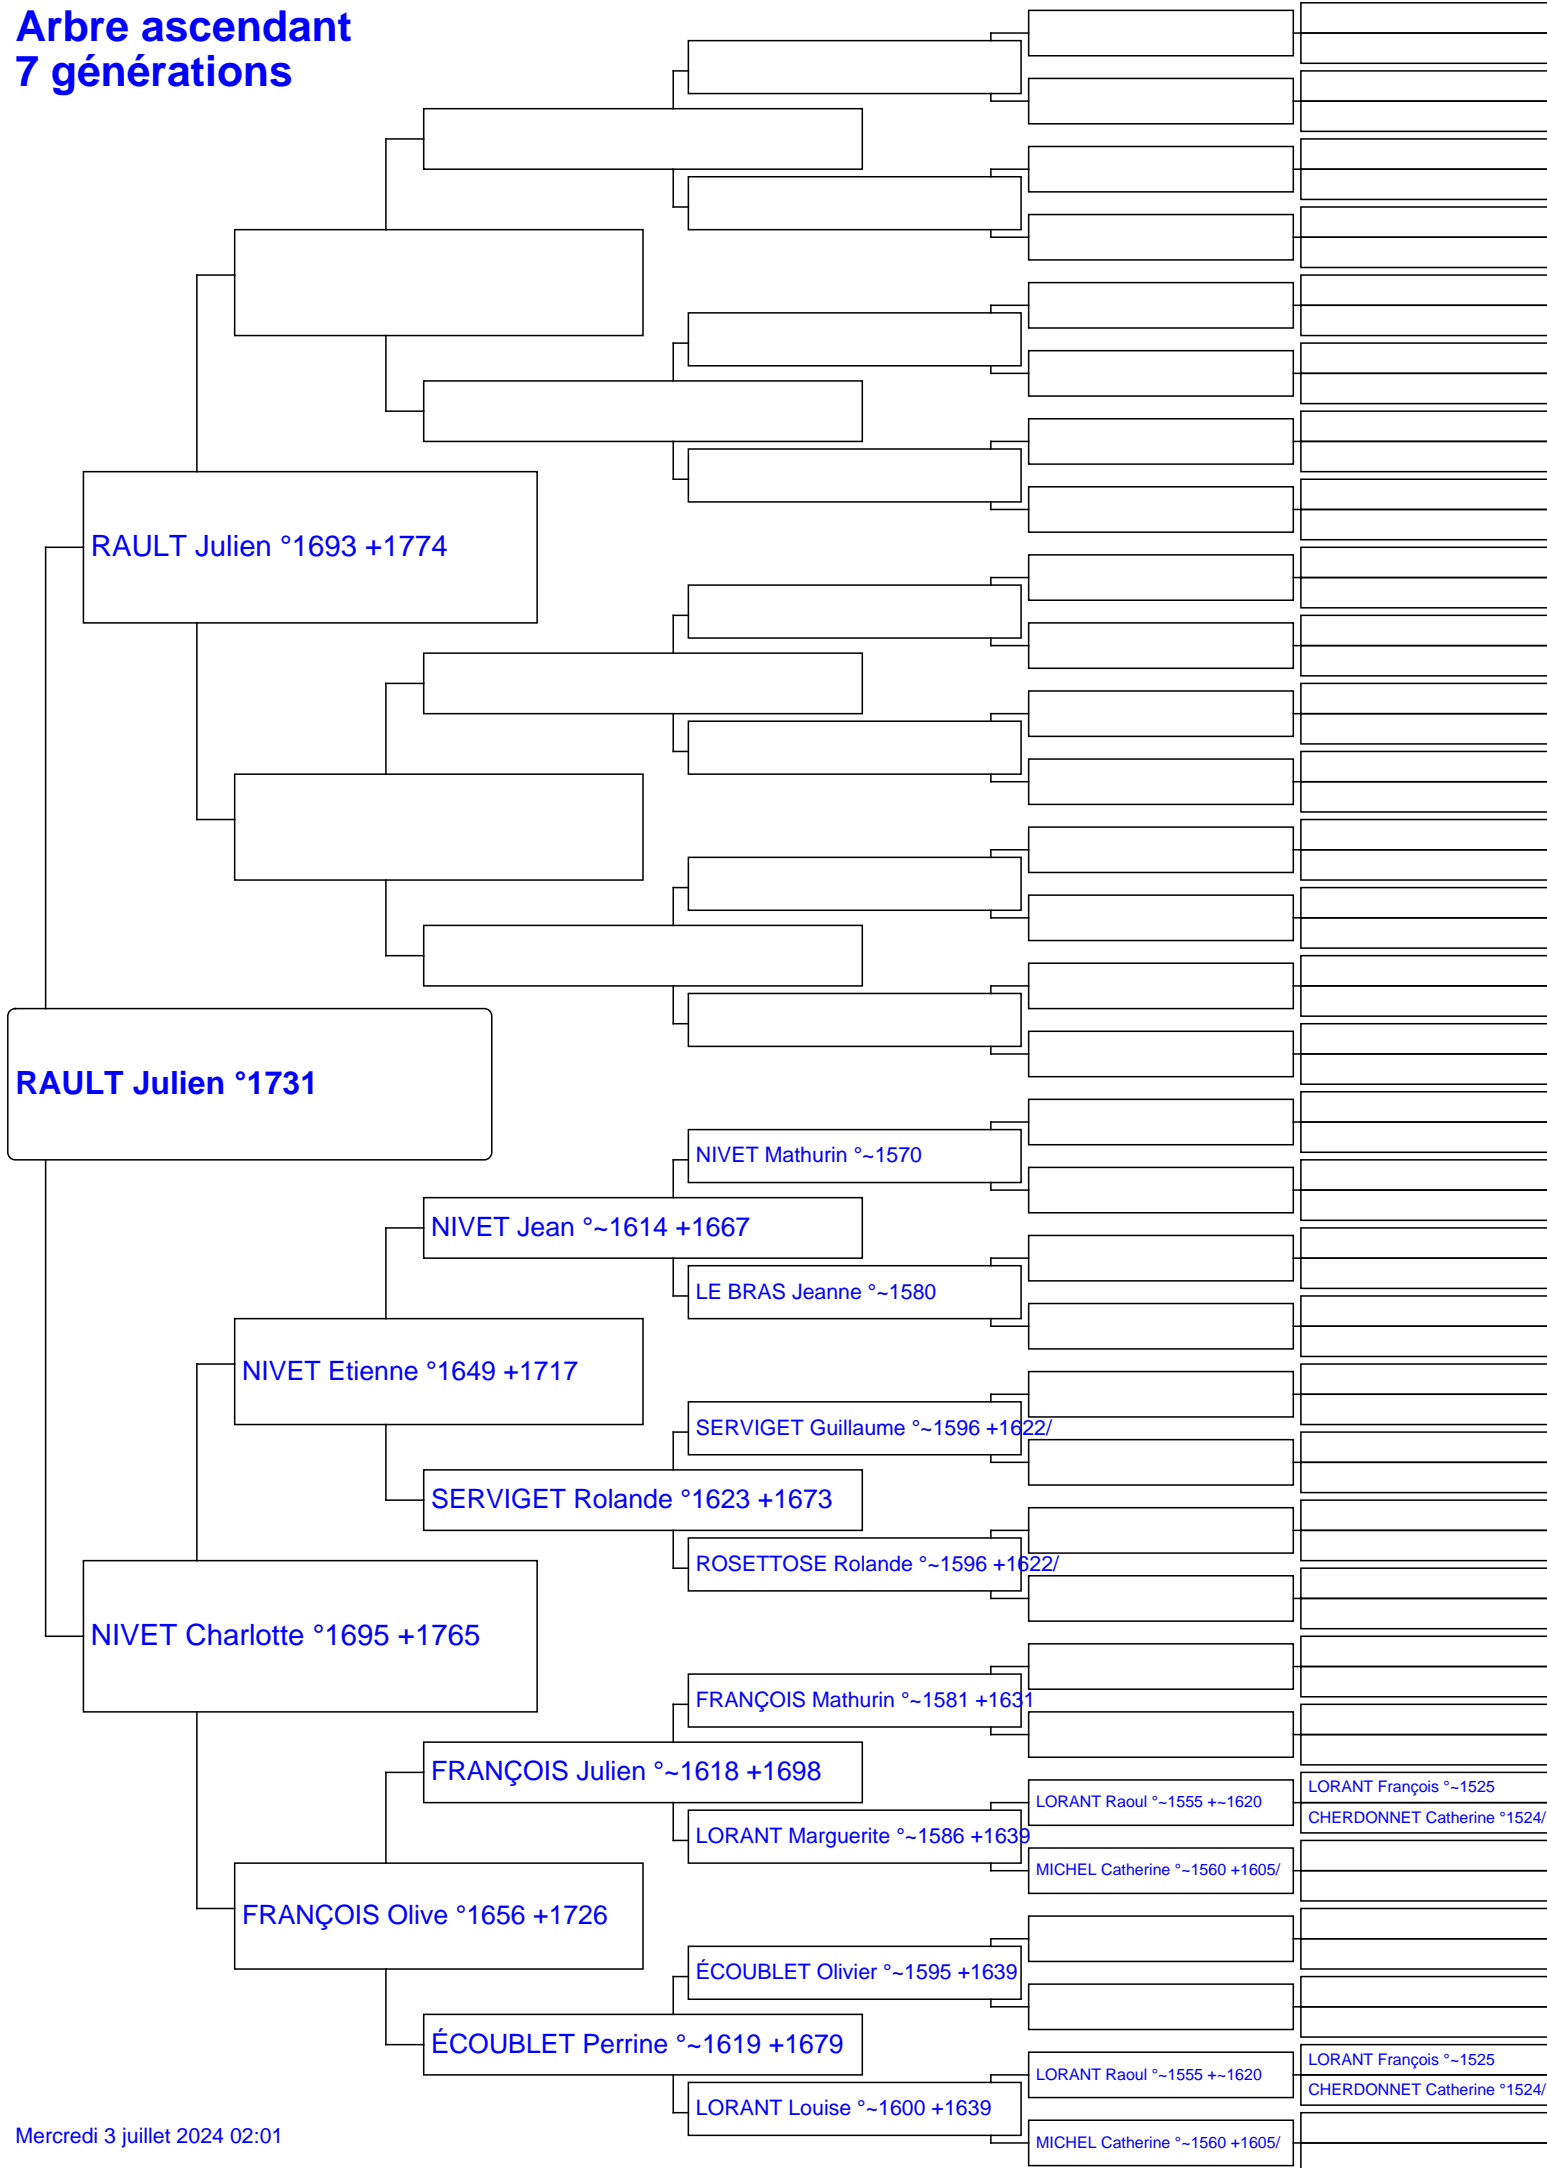 Arbre ascendant
7 générations
RAULT Julien °1693 +1774
RAULT Julien °1731
NIVET Mathurin °~1570
NIVET Jean °~1614 +1667
LE BRAS Jeanne °~1580
NIVET Etienne °1649 +1717
SERVIGET Guillaume °~1596 +1622/
SERVIGET Rolande °1623 +1673
ROSETTOSE Rolande °~1596 +1622/
NIVET Charlotte °1695 +1765
FRANÇOIS Mathurin °~1581 +1631
FRANÇOIS Julien °~1618 +1698
LORANT François °~1525
LORANT Raoul °~1555 +~1620
CHERDONNET Catherine °1524/
LORANT Marguerite °~1586 +1639
MICHEL Catherine °~1560 +1605/
FRANÇOIS Olive °1656 +1726
ÉCOUBLET Olivier °~1595 +1639
ÉCOUBLET Perrine °~1619 +1679
LORANT François °~1525
LORANT Raoul °~1555 +~1620
CHERDONNET Catherine °1524/
LORANT Louise °~1600 +1639
MICHEL Catherine °~1560 +1605/
Mercredi 3 juillet 2024 02:01